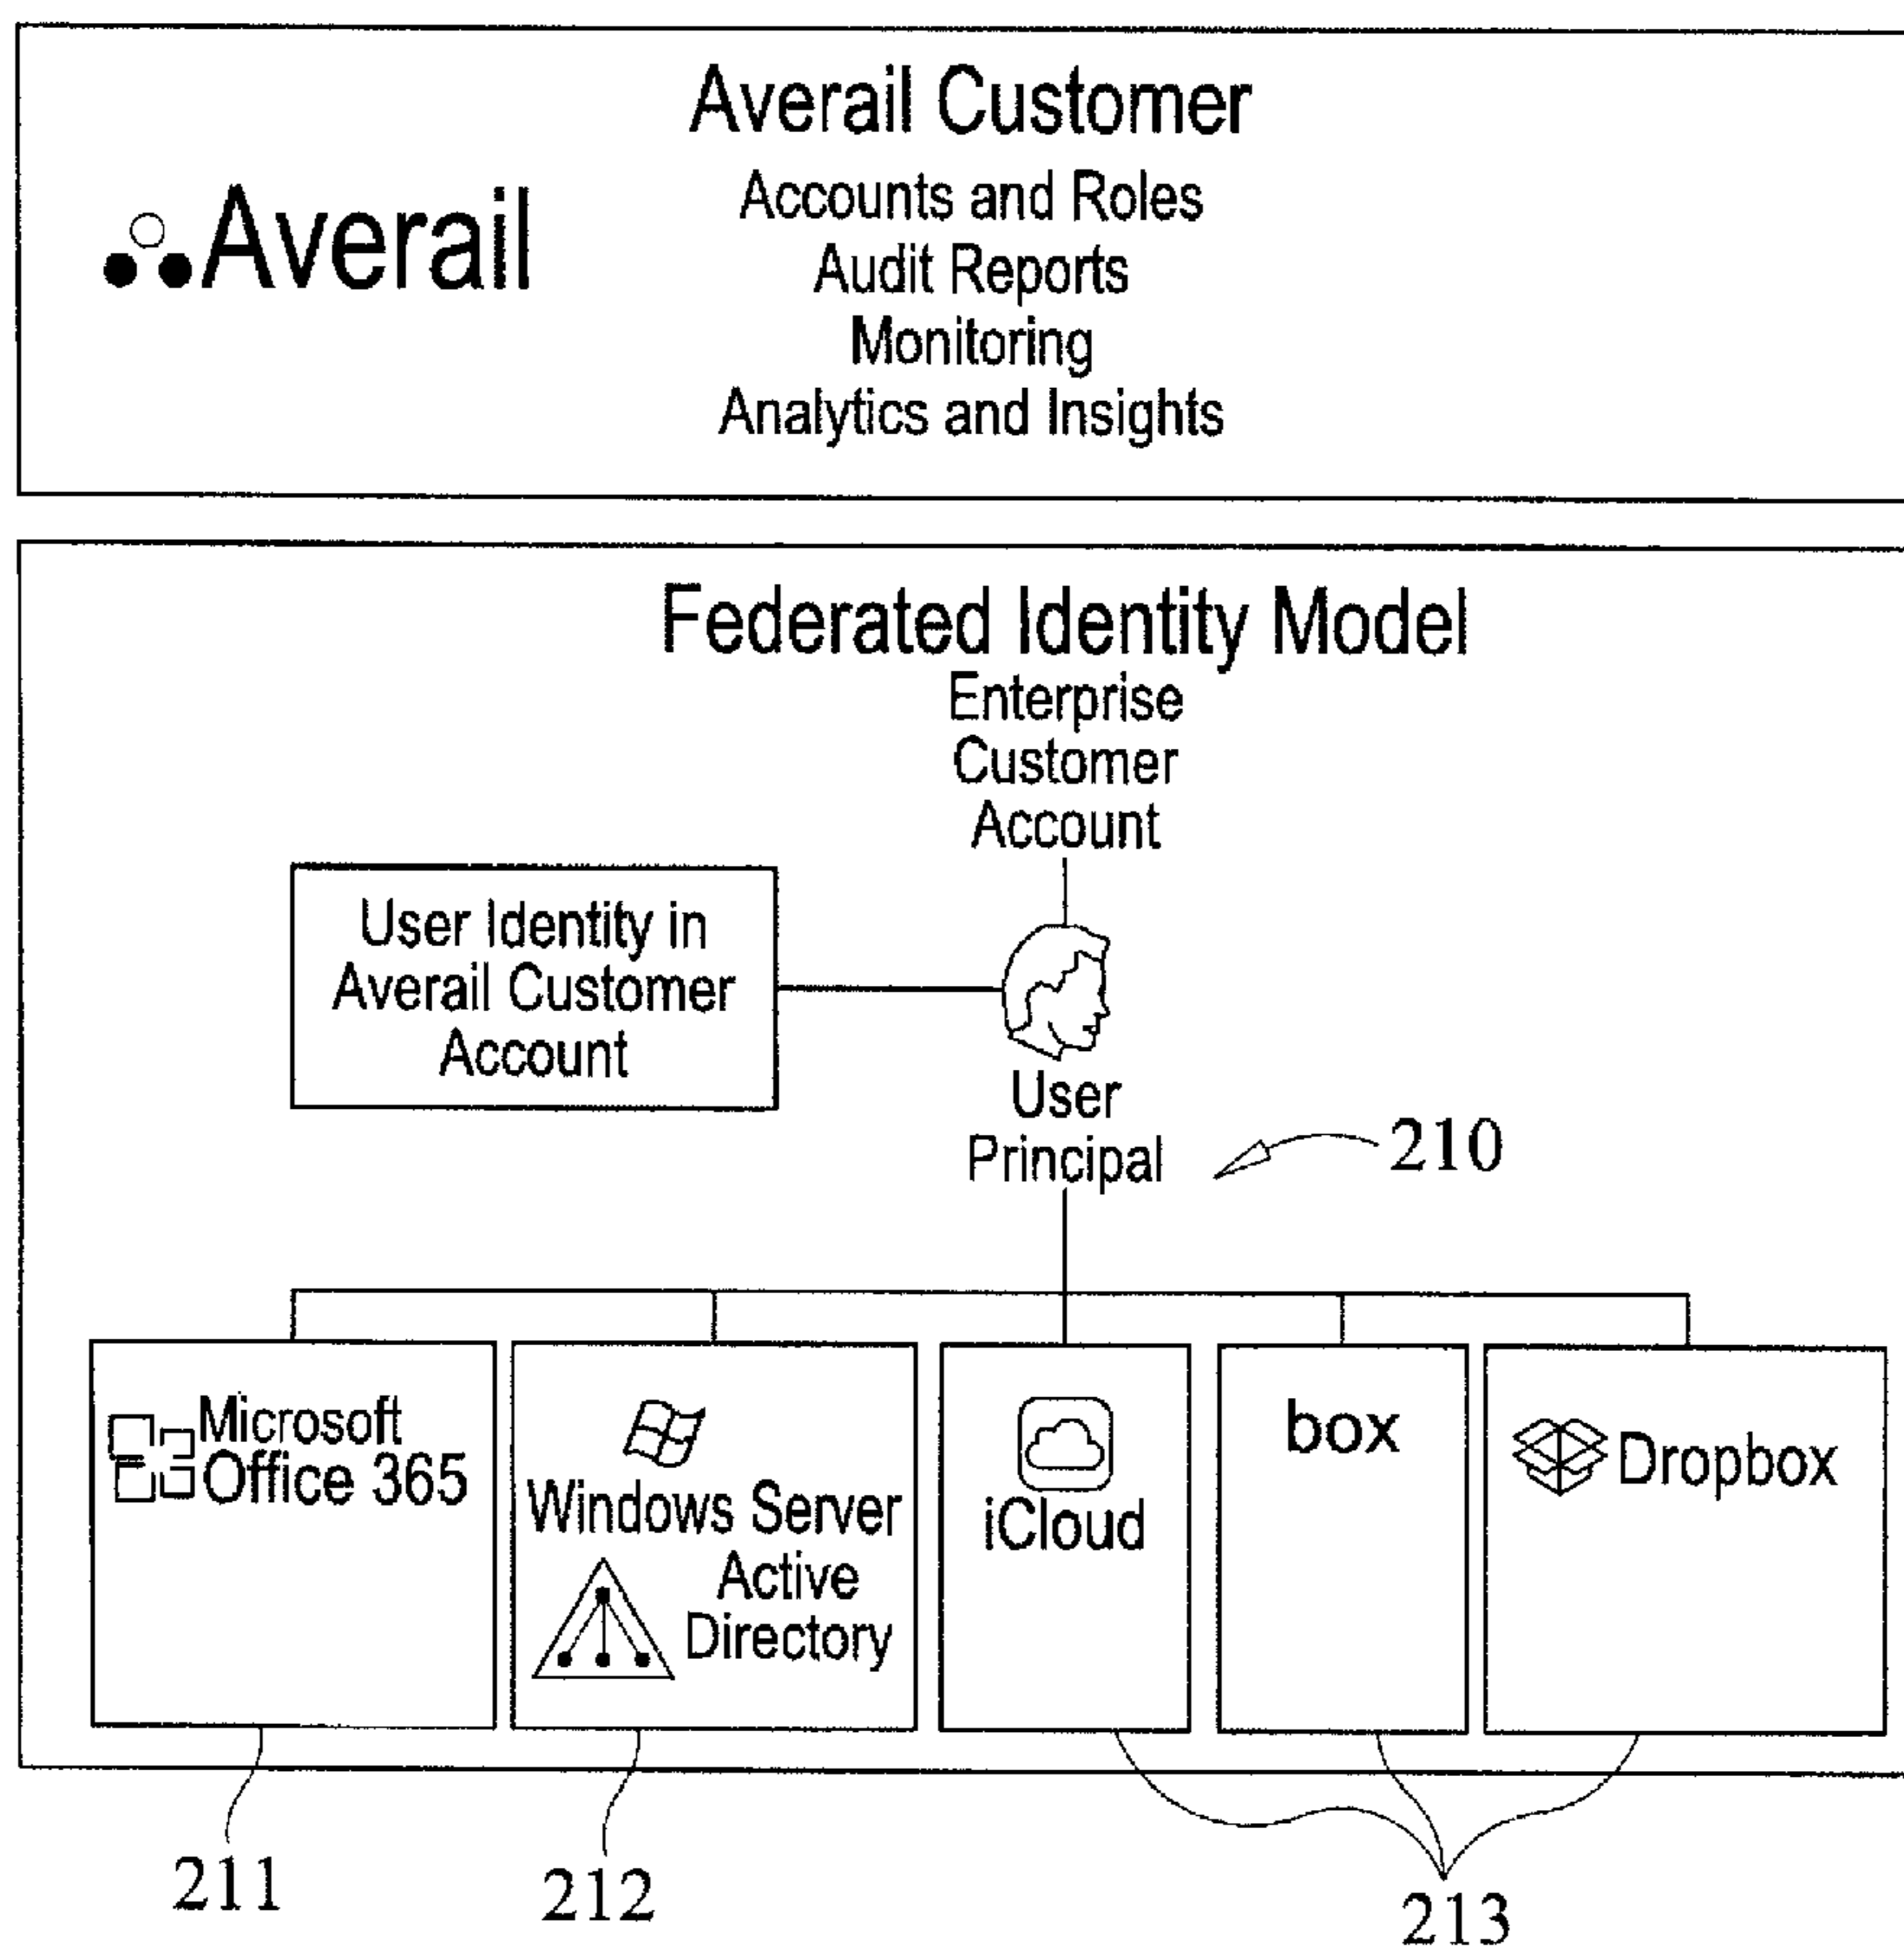 Averail Customer
Averail
Accounts and Roles
Audit Reports
Monitoring
Analytics and Insights
Federated Identity Model
Enterprise
Customer
Account
User Identity in
Averail Customer
Account
User
Principal
210
Microsoft
Office 365
Windows Server
Active
Directory
iCloud
box
Dropbox
211
212
213